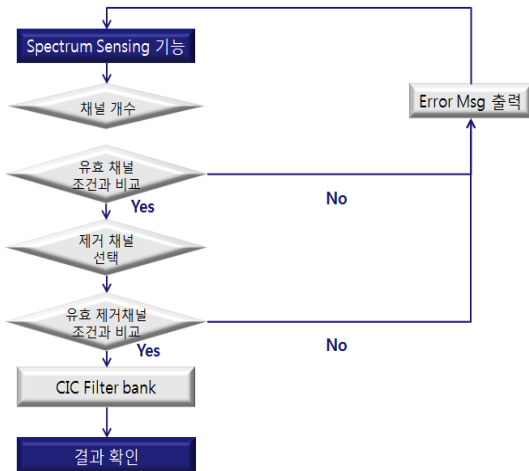 Spectrum Sensing 기능
채널 개수
Error Msg 출력
유효 채널
조건과 비교
No
Yes
제거 채널
선택
유효 제거채널
조건과 비교
No
Yes
CIC Filter bank
결과 확인